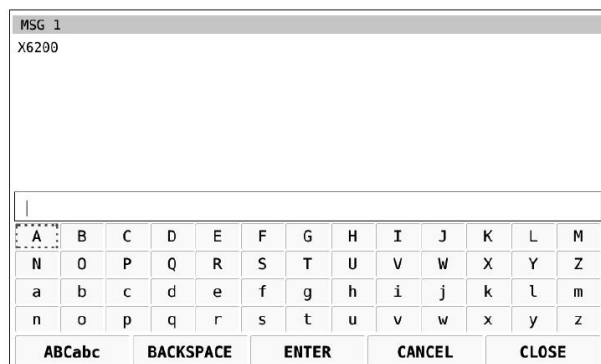 MSG 1
X6200
A B C D E F G H I J K L M
N O P Q R S T U V W X Y Z
a b c d e f g h i j k l m
n o p q r s t u v w x y z
ABCabc BACKSPACE ENTER CANCEL CLOSE